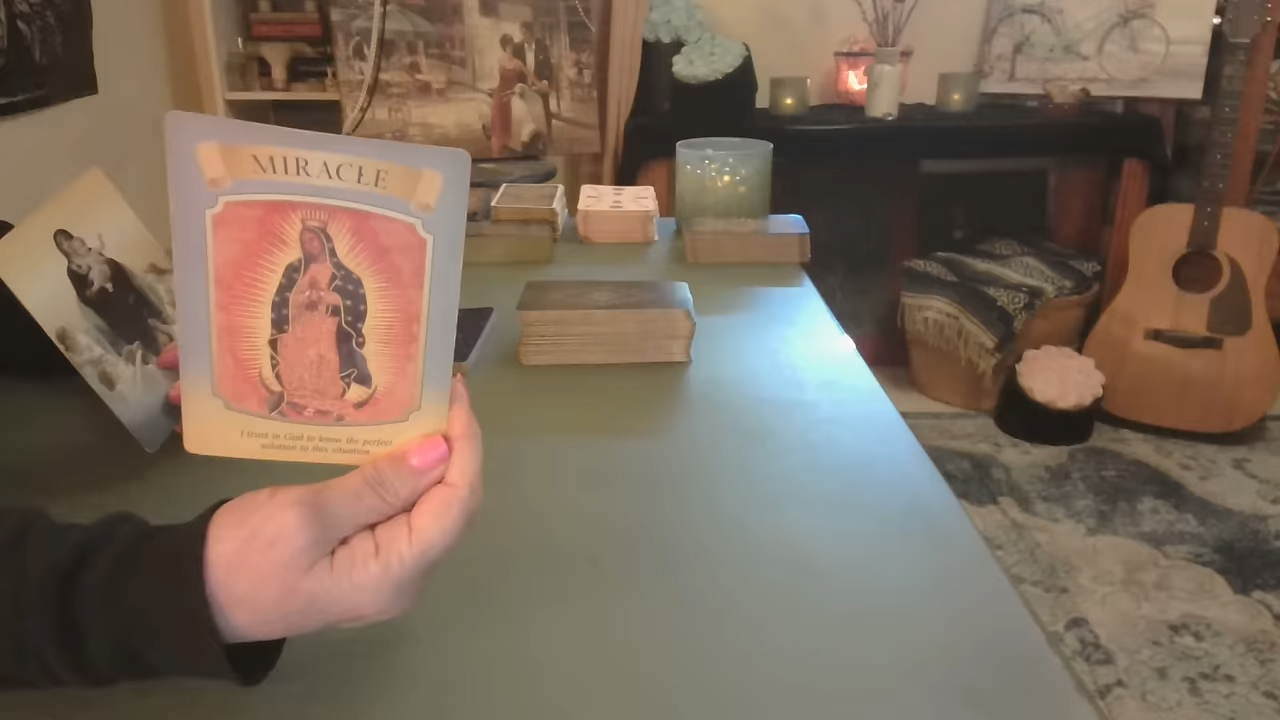 MIRACLE
I trust in God to know the perfect
solution to this situation.